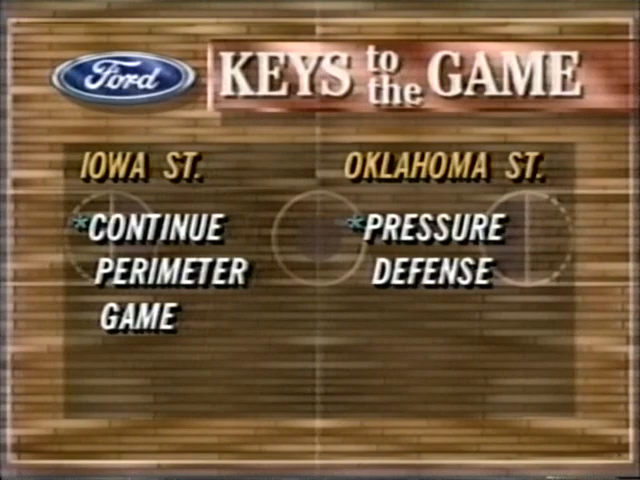 Ford
KEYS to the GAME
IOWA ST.
*CONTINUE
PERIMETER
GAME
OKLAHOMA ST.
*PRESSURE
DEFENSE